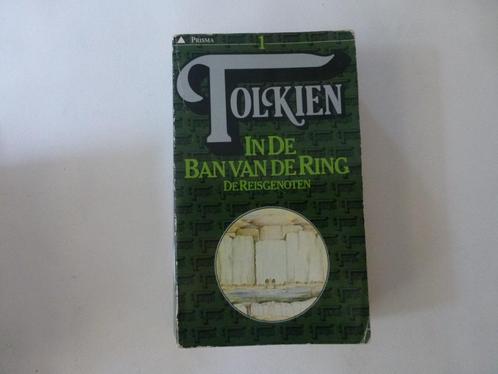 PRISMA
1
TOLKIEN
IN DE
BAN VAN DE RING
DE REISGENOTEN